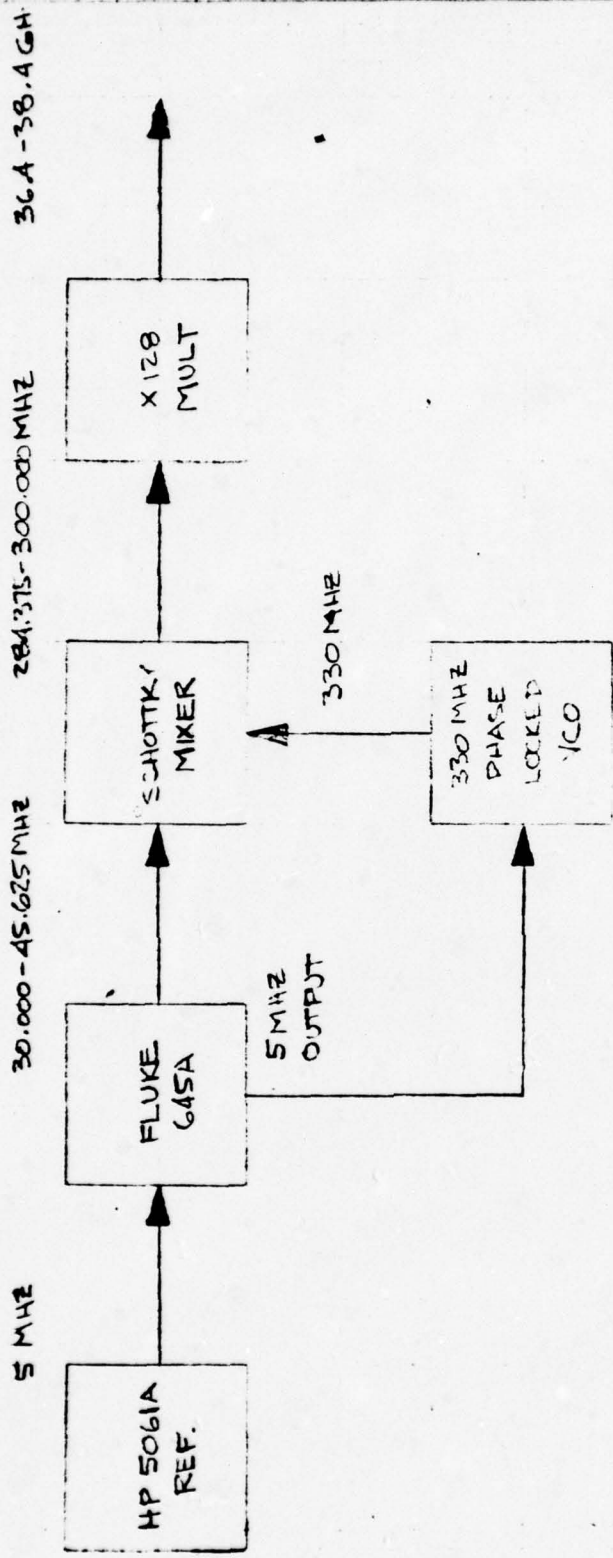 5 MHZ
30.000-45.625 MHZ
284.375-300.000 MHZ
36.4-38.4 GH
HP 5061A
REF.
FLUKE
645A
SCHOTTKY
MIXER
X128
MULT
5 MHZ
OUTPUT
330 MHZ
330 MHZ
PHASE
LOCKED
VCO